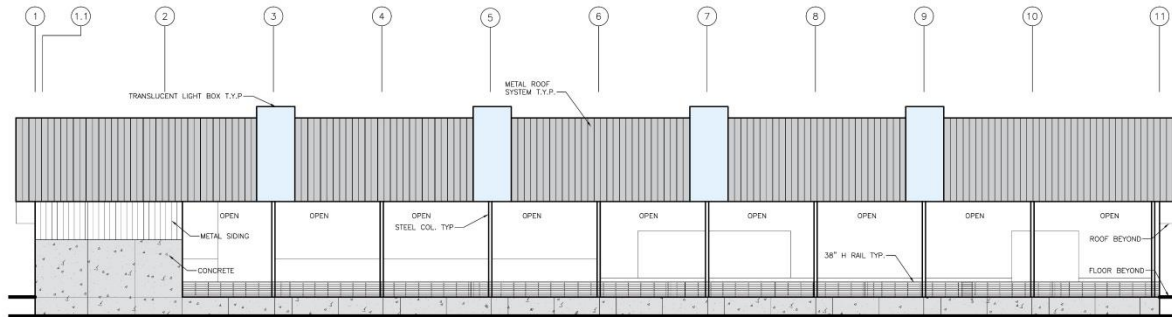 1
1.1
2
3
4
5
6
7
8
9
10
11
TRANSLUCENT LIGHT BOX T.Y.P
METAL ROOF
SYSTEM T.Y.P.
OPEN
OPEN
OPEN
OPEN
OPEN
OPEN
OPEN
OPEN
OPEN
STEEL COL. TYP
METAL SIDING
ROOF BEYOND
38" H RAIL TYP.
CONCRETE
FLOOR BEYOND